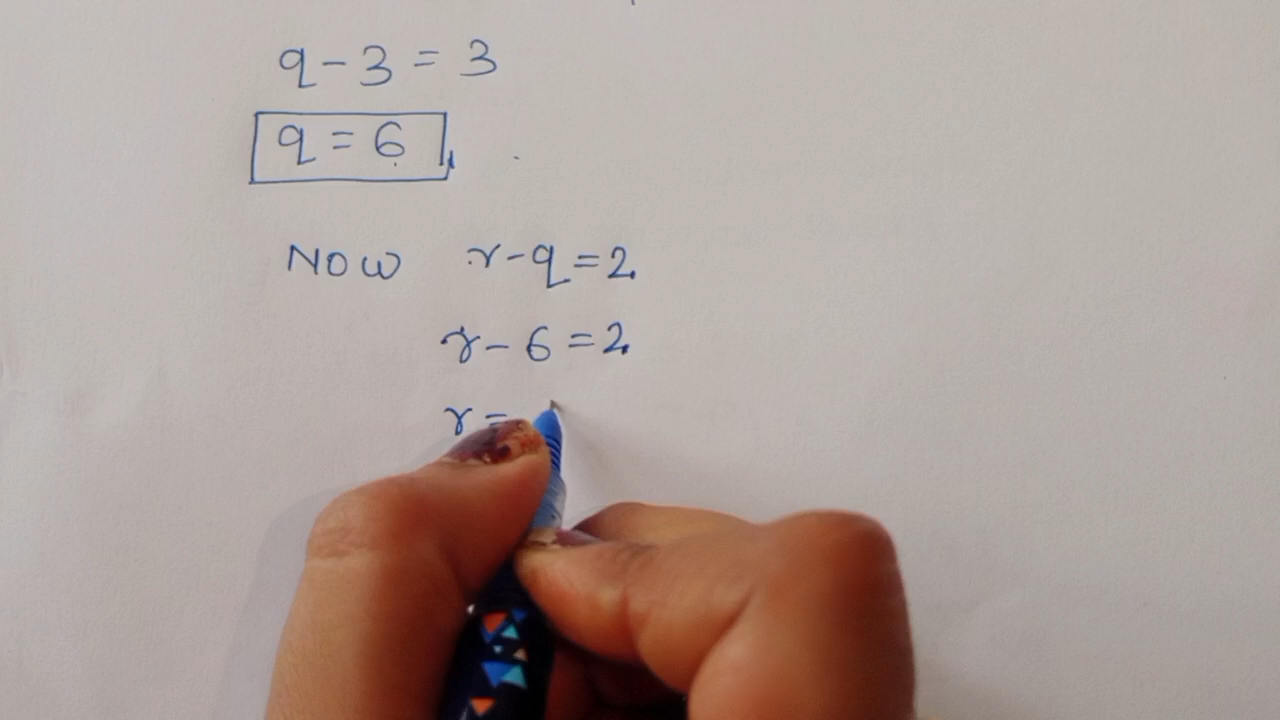 q - 3 = 3
q = 6
Now r - q = 2
r - 6 = 2
r =